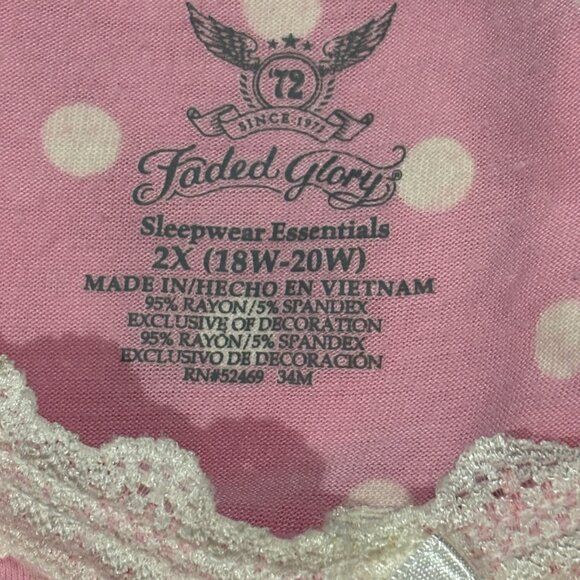 '72
SINCE 1972
Faded Glory®
Sleepwear Essentials
2X (18W-20W)
MADE IN/HECHO EN VIETNAM
95% RAYON/5% SPANDEX
EXCLUSIVE OF DECORATION
95% RAYÓN/5% SPANDEX
EXCLUSIVO DE DECORACIÓN
RN#52469 34M